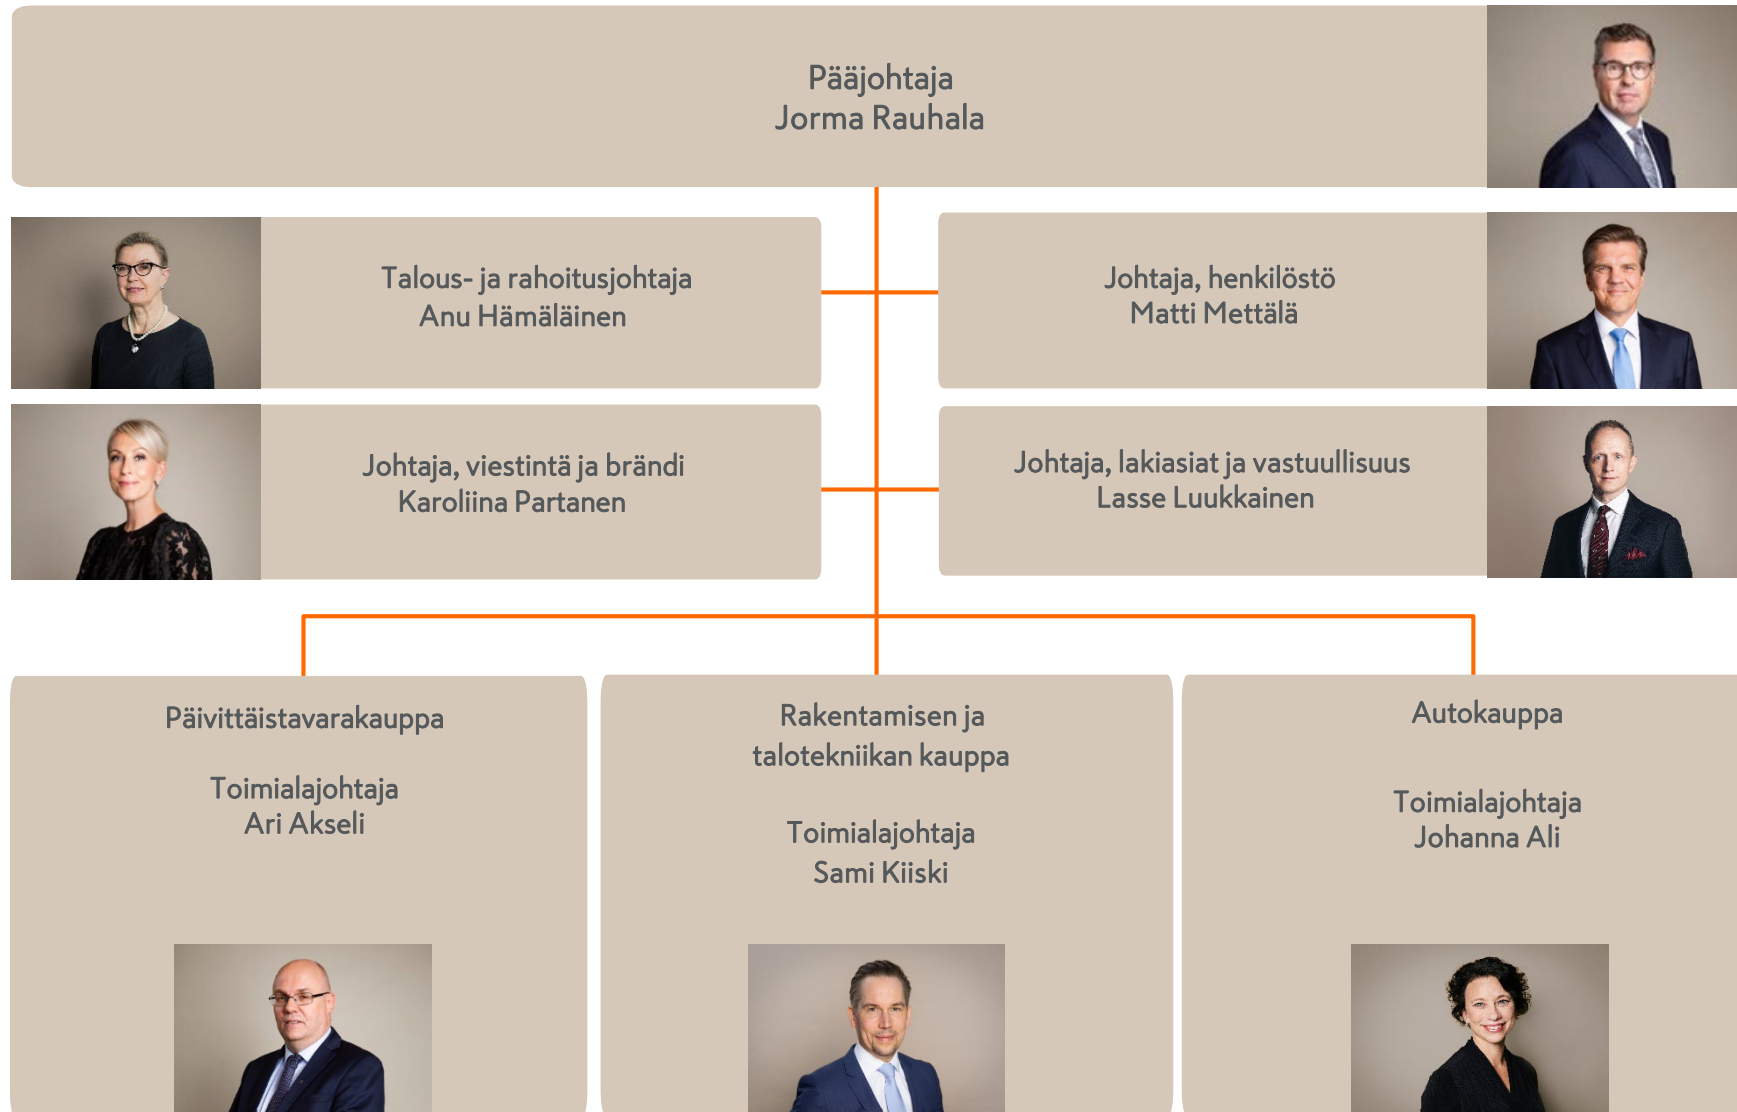 Pääjohtaja
Jorma Rauhala
Talous- ja rahoitusjohtaja
Anu Hämäläinen
Johtaja, henkilöstö
Matti Mettälä
Johtaja, viestintä ja brändi
Karoliina Partanen
Johtaja, lakiasiat ja vastuullisuus
Lasse Luukkainen
Päivittäistavarakauppa
Toimialajohtaja
Ari Akseli
Rakentamisen ja
talotekniikan kauppa
Toimialajohtaja
Sami Kiiski
Autokauppa
Toimialajohtaja
Johanna Ali